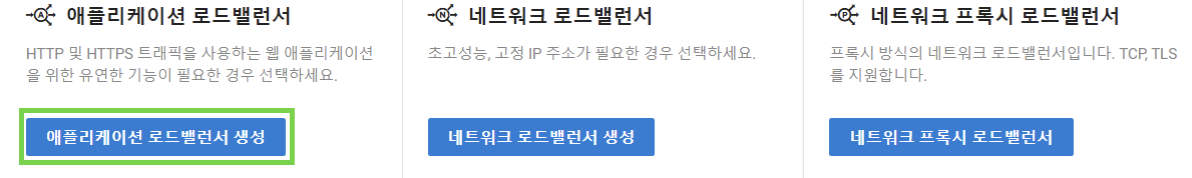 애플리케이션 로드밸런서
HTTP 및 HTTPS 트래픽을 사용하는 웹 애플리케이션
을 위한 유연한 기능이 필요한 경우 선택하세요.
애플리케이션 로드밸런서 생성
네트워크 로드밸런서
초고성능, 고정 IP 주소가 필요한 경우 선택하세요.
네트워크 로드밸런서 생성
네트워크 프록시 로드밸런서
프록시 방식의 네트워크 로드밸런서입니다. TCP, TLS
를 지원합니다.
네트워크 프록시 로드밸런서